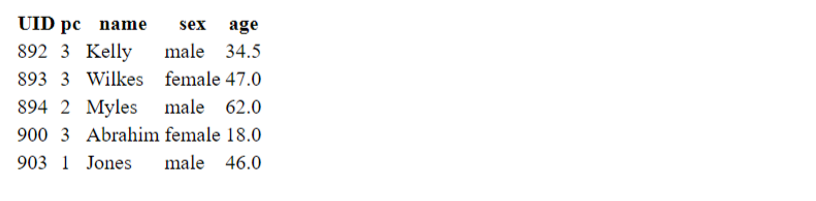 UID pc name sex age
892 3 Kelly male 34.5
893 3 Wilkes female 47.0
894 2 Myles male 62.0
900 3 Abrahim female 18.0
903 1 Jones male 46.0